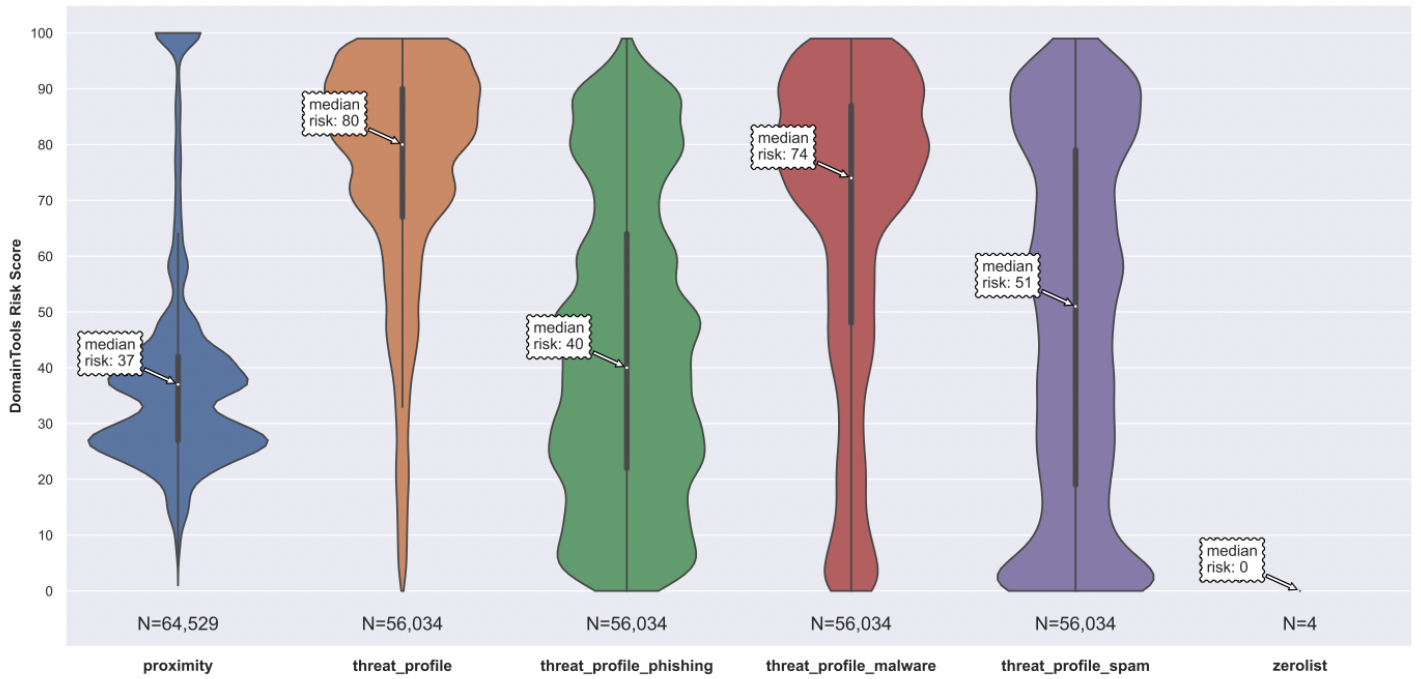 DomainTools Risk Score
100
90
80
70
60
50
40
30
20
10
0
median
risk: 37
median
risk: 80
median
risk: 40
median
risk: 74
median
risk: 51
median
risk: 0
N=64,529
N=56,034
N=56,034
N=56,034
N=56,034
N=4
proximity
threat_profile
threat_profile_phishing
threat_profile_malware
threat_profile_spam
zerolist